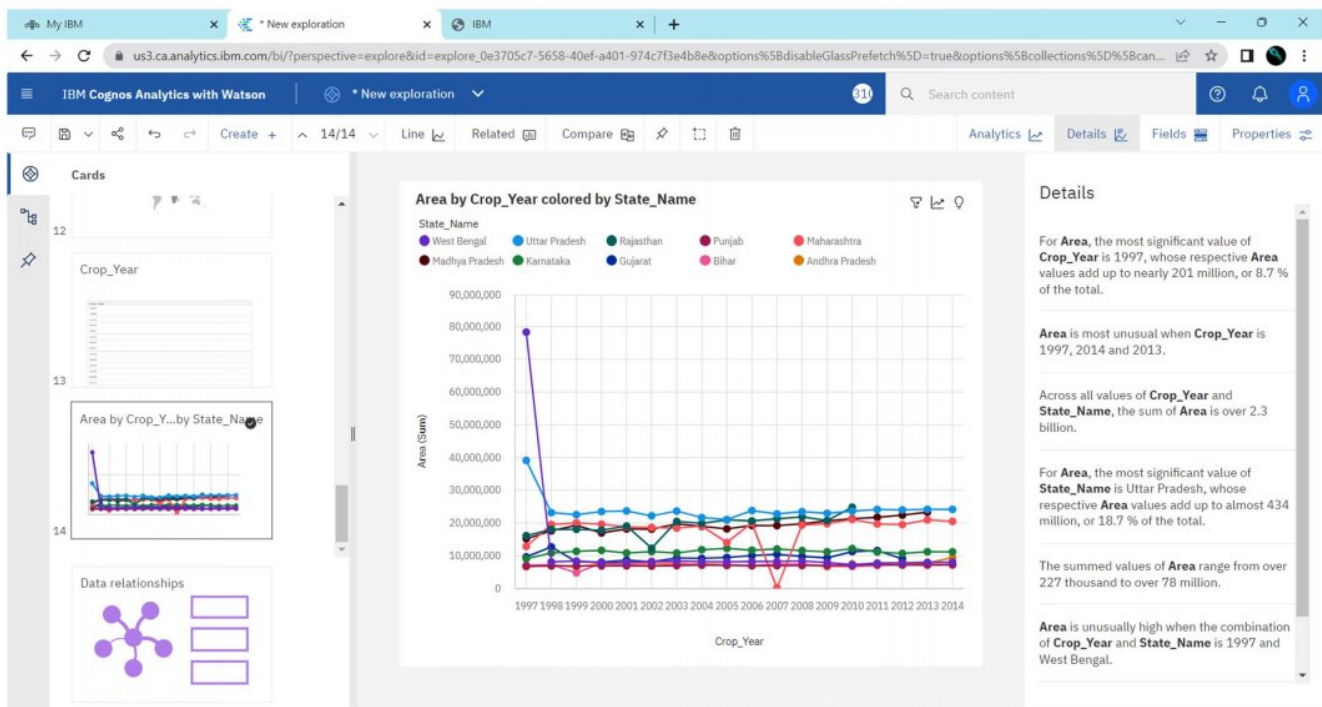 My IBM
* New exploration
IBM
us3.ca.analytics.ibm.com/bi/?perspective=explore&id=explore_0e3705c7-5658-40ef-a401-974c7f3e4b8e&options%5BdisableGlassPrefetch%5D=true&options%5Bcollections%5D%5Bcan...
IBM Cognos Analytics with Watson
* New exploration
Search content
Create +
14/14
Line
Related
Compare
Analytics
Details
Fields
Properties
Cards
12
Crop_Year
13
Area by Crop_Y...by State_Name
14
Data relationships
Area by Crop_Year colored by State_Name
State_Name
West Bengal Uttar Pradesh Rajasthan Punjab Maharashtra
Madhya Pradesh Karnataka Gujarat Bihar Andhra Pradesh
90,000,000
80,000,000
70,000,000
60,000,000
50,000,000
40,000,000
30,000,000
20,000,000
10,000,000
0
Area (Sum)
1997 1998 1999 2000 2001 2002 2003 2004 2005 2006 2007 2008 2009 2010 2011 2012 2013 2014
Crop_Year
Details
For Area, the most significant value of
Crop_Year is 1997, whose respective Area
values add up to nearly 201 million, or 8.7 %
of the total.
Area is most unusual when Crop_Year is
1997, 2014 and 2013.
Across all values of Crop_Year and
State_Name, the sum of Area is over 2.3
billion.
For Area, the most significant value of
State_Name is Uttar Pradesh, whose
respective Area values add up to almost 434
million, or 18.7 % of the total.
The summed values of Area range from over
227 thousand to over 78 million.
Area is unusually high when the combination
of Crop_Year and State_Name is 1997 and
West Bengal.